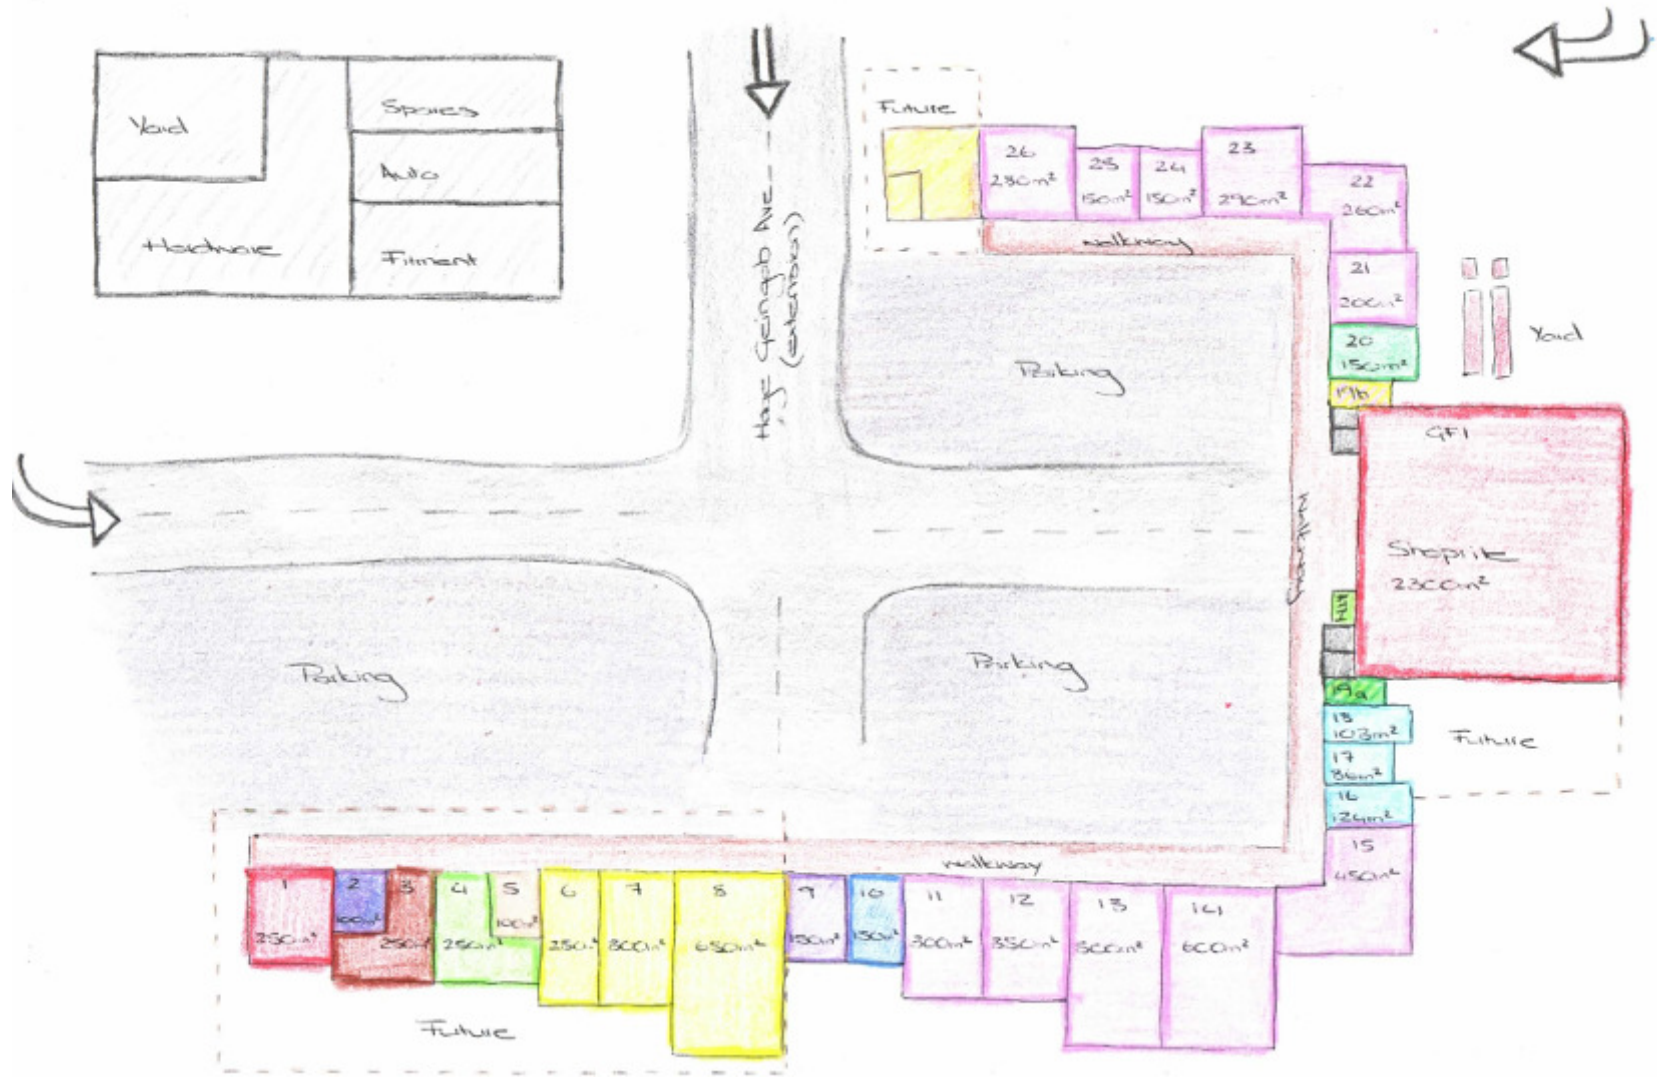 Yard
Spares
Auto
Hardware
Fitment
Hage Geingob Ave
(extension)
Future
26
280m²
25
150m²
24
150m²
23
290m²
22
260m²
walkway
21
200m²
20
150m²
19b
Yard
Parking
GF1
walkway
Shoprite
2300m²
ATM
19a
18
103m²
17
86m²
16
124m²
Future
15
450m²
Parking
Parking
walkway
1
250m²
2
100m²
3
250m²
4
250m²
5
100m²
6
250m²
7
300m²
8
650m²
9
150m²
10
150m²
11
300m²
12
350m²
13
500m²
14
600m²
Future